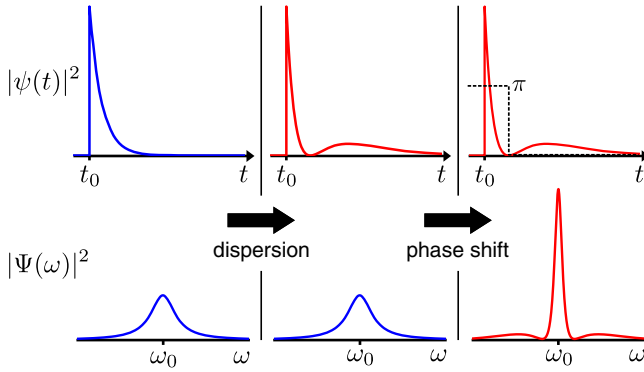 |ψ(t)|²
π
t₀ t t₀ t t₀ t
dispersion phase shift
|Ψ(ω)|²
ω₀ ω ω₀ ω ω₀ ω